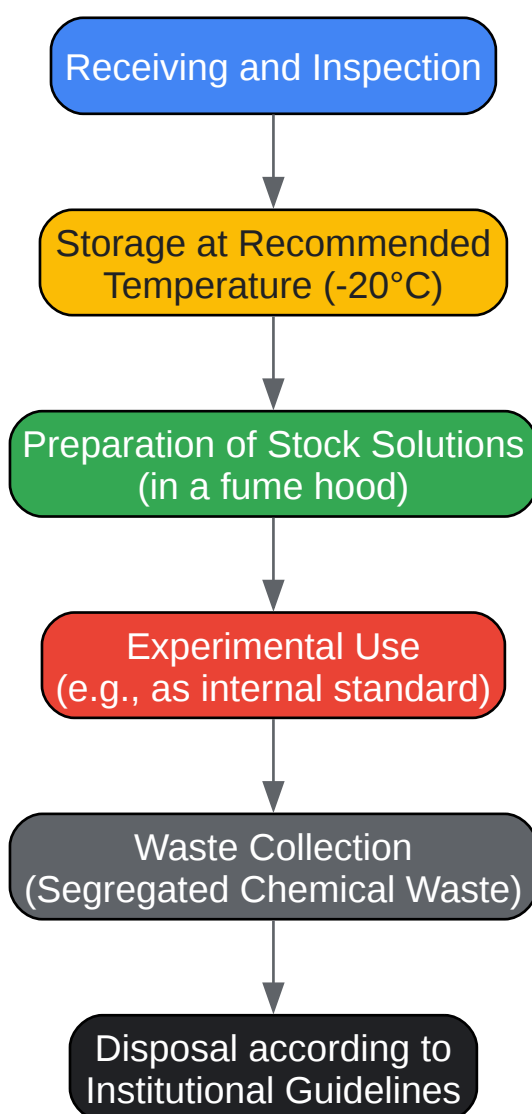 Receiving and Inspection
Storage at Recommended
Temperature (-20°C)
Preparation of Stock Solutions
(in a fume hood)
Experimental Use
(e.g., as internal standard)
Waste Collection
(Segregated Chemical Waste)
Disposal according to
Institutional Guidelines